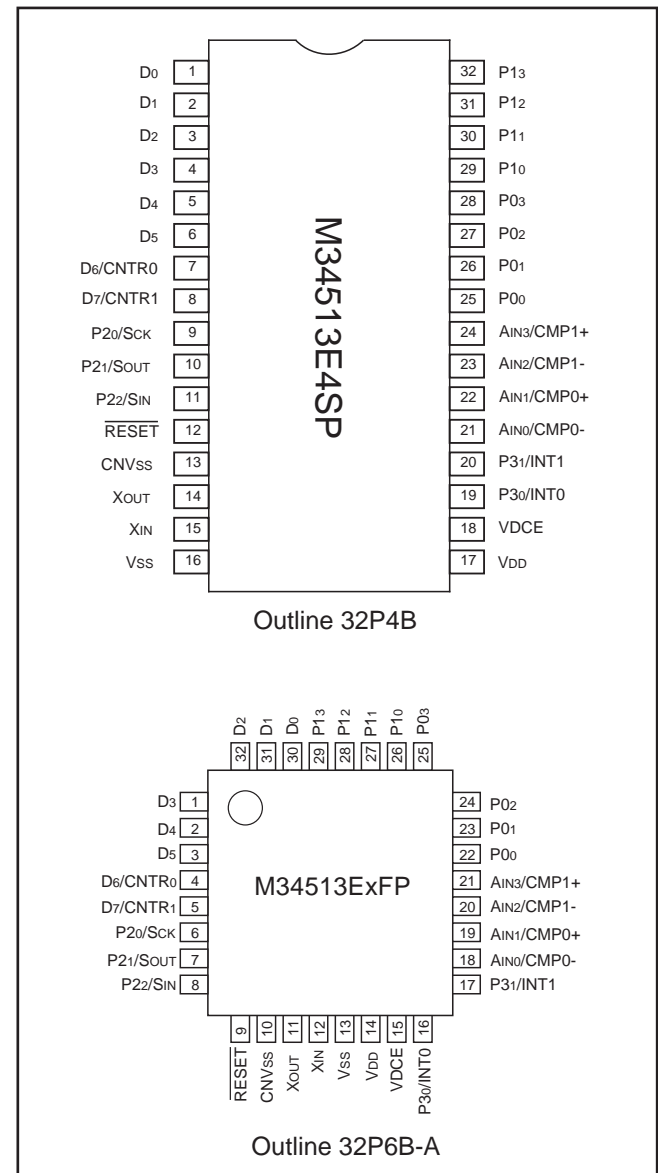 D0 1
D1 2
D2 3
D3 4
D4 5
D5 6
D6/CNTR0 7
D7/CNTR1 8
P20/SCK 9
P21/SOUT 10
P22/SIN 11
RESET 12
CNVSS 13
XOUT 14
XIN 15
VSS 16
M34513E4SP
32 P13
31 P12
30 P11
29 P10
28 P03
27 P02
26 P01
25 P00
24 AIN3/CMP1+
23 AIN2/CMP1-
22 AIN1/CMP0+
21 AIN0/CMP0-
20 P31/INT1
19 P30/INT0
18 VDCE
17 VDD
Outline 32P4B
D2 D1 D0 P13 P12 P11 P10 P03
32 31 30 29 28 27 26 25
D3 1
D4 2
D5 3
D6/CNTR0 4
D7/CNTR1 5
P20/SCK 6
P21/SOUT 7
P22/SIN 8
M34513ExFP
24 P02
23 P01
22 P00
21 AIN3/CMP1+
20 AIN2/CMP1-
19 AIN1/CMP0+
18 AIN0/CMP0-
17 P31/INT1
9 10 11 12 13 14 15 16
RESET CNVSS XOUT XIN VSS VDD VDCE P30/INT0
Outline 32P6B-A